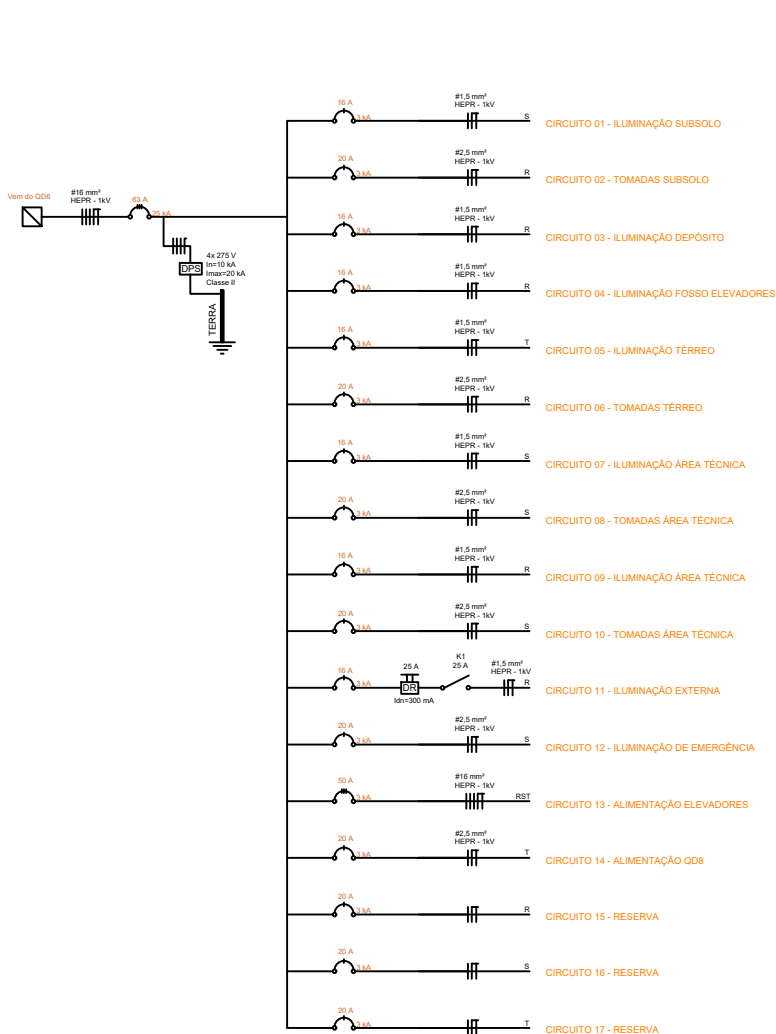 Vem do QD6
#16 mm²
HEPR - 1kV
63 A
25 kA
DPS
4x 275 V
In=10 kA
Imax=20 kA
Classe II
TERRA
16 A
3 kA
#1,5 mm²
HEPR - 1kV
S
CIRCUITO 01 - ILUMINAÇÃO SUBSOLO
20 A
3 kA
#2,5 mm²
HEPR - 1kV
R
CIRCUITO 02 - TOMADAS SUBSOLO
16 A
3 kA
#1,5 mm²
HEPR - 1kV
R
CIRCUITO 03 - ILUMINAÇÃO DEPÓSITO
16 A
3 kA
#1,5 mm²
HEPR - 1kV
R
CIRCUITO 04 - ILUMINAÇÃO FOSSO ELEVADORES
16 A
3 kA
#1,5 mm²
HEPR - 1kV
T
CIRCUITO 05 - ILUMINAÇÃO TÉRREO
20 A
3 kA
#2,5 mm²
HEPR - 1kV
R
CIRCUITO 06 - TOMADAS TÉRREO
16 A
3 kA
#1,5 mm²
HEPR - 1kV
S
CIRCUITO 07 - ILUMINAÇÃO ÁREA TÉCNICA
20 A
3 kA
#2,5 mm²
HEPR - 1kV
S
CIRCUITO 08 - TOMADAS ÁREA TÉCNICA
16 A
3 kA
#1,5 mm²
HEPR - 1kV
R
CIRCUITO 09 - ILUMINAÇÃO ÁREA TÉCNICA
20 A
3 kA
#2,5 mm²
HEPR - 1kV
S
CIRCUITO 10 - TOMADAS ÁREA TÉCNICA
16 A
3 kA
25 A
DR
Idn=300 mA
K1
25 A
#1,5 mm²
HEPR - 1kV
R
CIRCUITO 11 - ILUMINAÇÃO EXTERNA
20 A
3 kA
#2,5 mm²
HEPR - 1kV
S
CIRCUITO 12 - ILUMINAÇÃO DE EMERGÊNCIA
50 A
3 kA
#16 mm²
HEPR - 1kV
RST
CIRCUITO 13 - ALIMENTAÇÃO ELEVADORES
20 A
3 kA
#2,5 mm²
HEPR - 1kV
T
CIRCUITO 14 - ALIMENTAÇÃO QD8
20 A
3 kA
R
CIRCUITO 15 - RESERVA
20 A
3 kA
S
CIRCUITO 16 - RESERVA
20 A
3 kA
T
CIRCUITO 17 - RESERVA